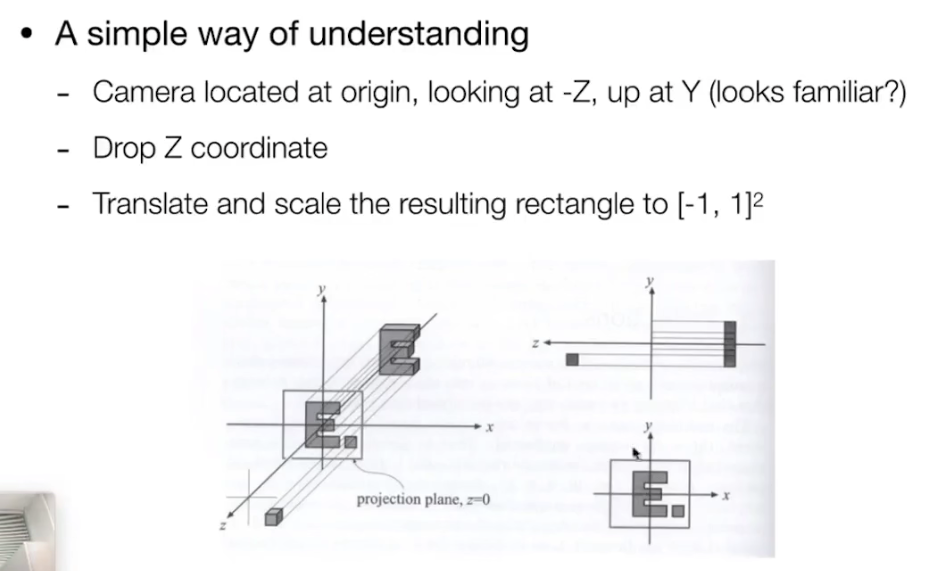 • A simple way of understanding
- Camera located at origin, looking at -Z, up at Y (looks familiar?)
- Drop Z coordinate
- Translate and scale the resulting rectangle to [-1, 1]²
y
x
z
projection plane, z=0
y
z
y
x